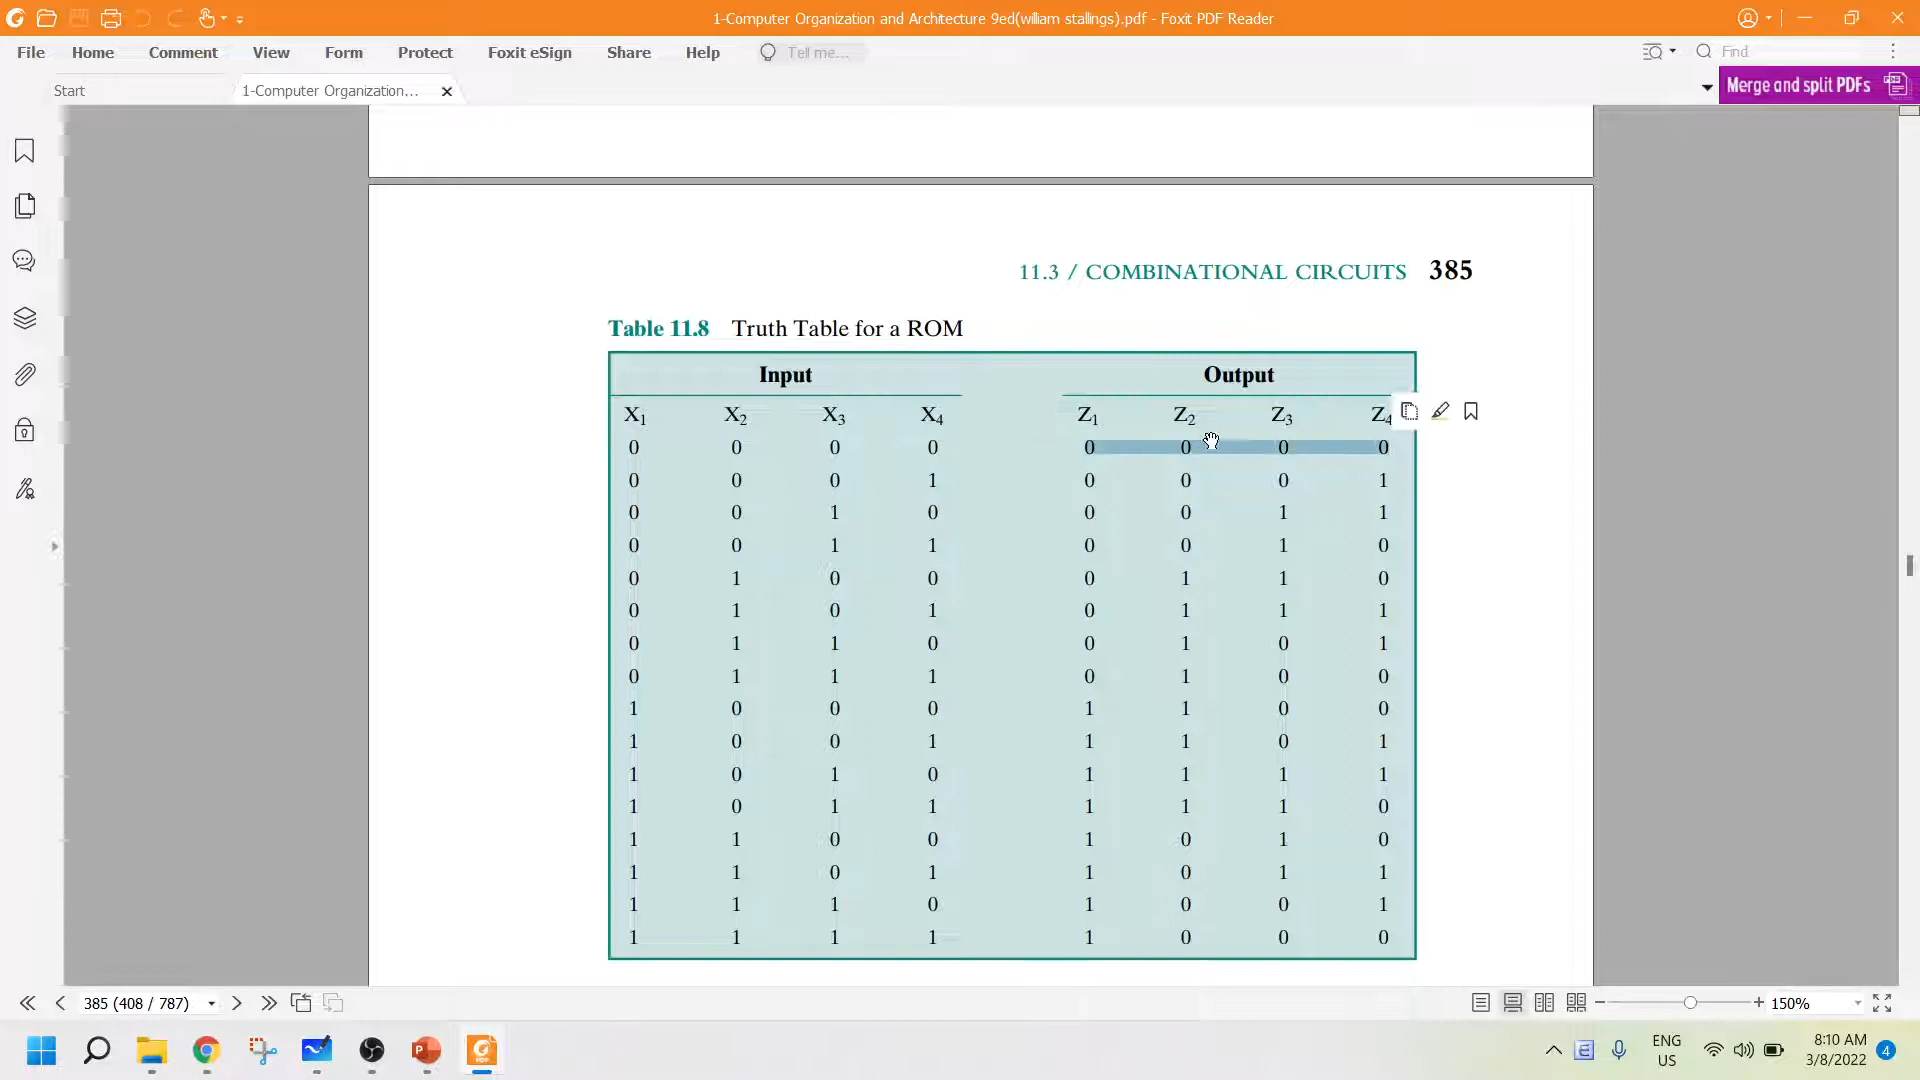 1-Computer Organization and Architecture 9ed(william stallings).pdf - Foxit PDF Reader
File Home Comment View Form Protect Foxit eSign Share Help Tell me... Find
Start 1-Computer Organization... Merge and split PDFs
11.3 / COMBINATIONAL CIRCUITS 385
Table 11.8 Truth Table for a ROM
Input Output
X1 X2 X3 X4 Z1 Z2 Z3 Z4
0 0 0 0 0 0 0 0
0 0 0 1 0 0 0 1
0 0 1 0 0 0 1 1
0 0 1 1 0 0 1 0
0 1 0 0 0 1 1 0
0 1 0 1 0 1 1 1
0 1 1 0 0 1 0 1
0 1 1 1 0 1 0 0
1 0 0 0 1 1 0 0
1 0 0 1 1 1 0 1
1 0 1 0 1 1 1 1
1 0 1 1 1 1 1 0
1 1 0 0 1 0 1 0
1 1 0 1 1 0 1 1
1 1 1 0 1 0 0 1
1 1 1 1 1 0 0 0
385 (408 / 787) 150%
ENG 8:10 AM
US 3/8/2022 4